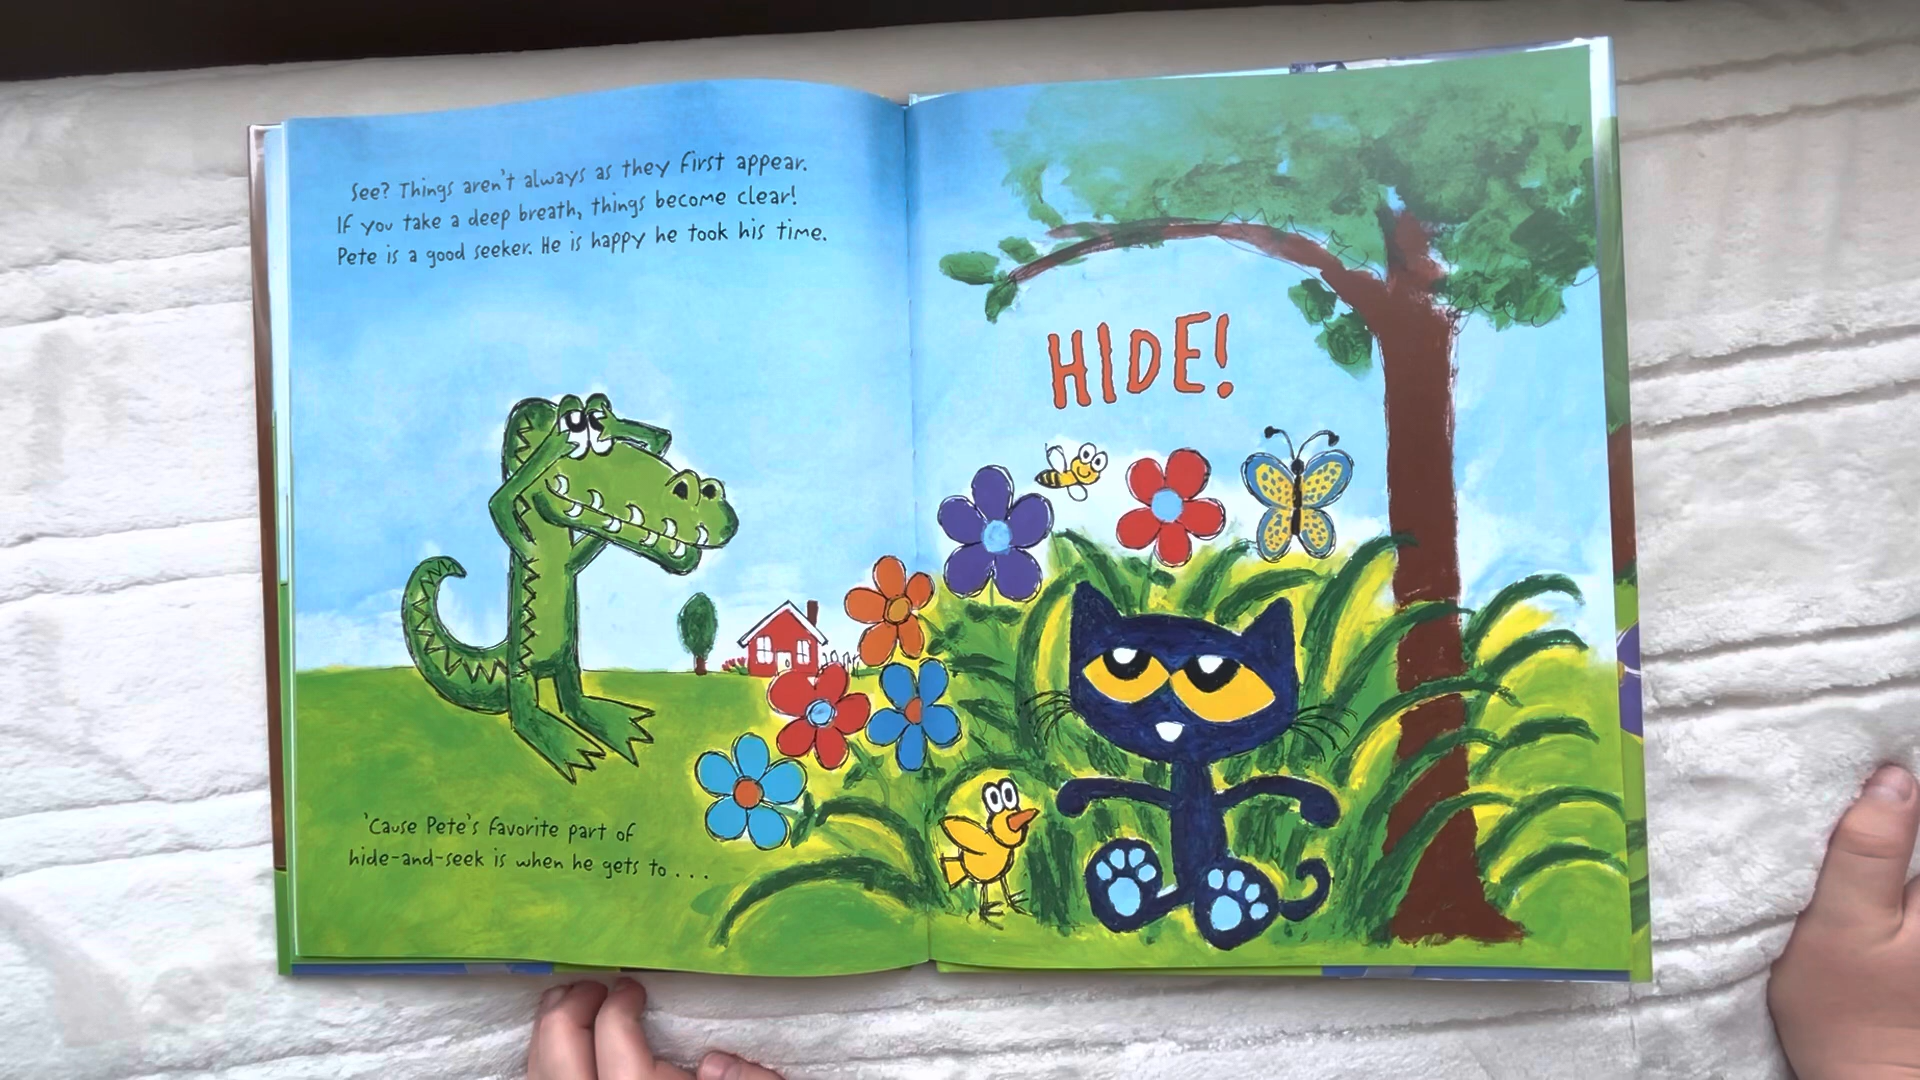 See? Things aren't always as they first appear.
If you take a deep breath, things become clear!
Pete is a good seeker. He is happy he took his time.
'Cause Pete's favorite part of
hide-and-seek is when he gets to . . .
HIDE!